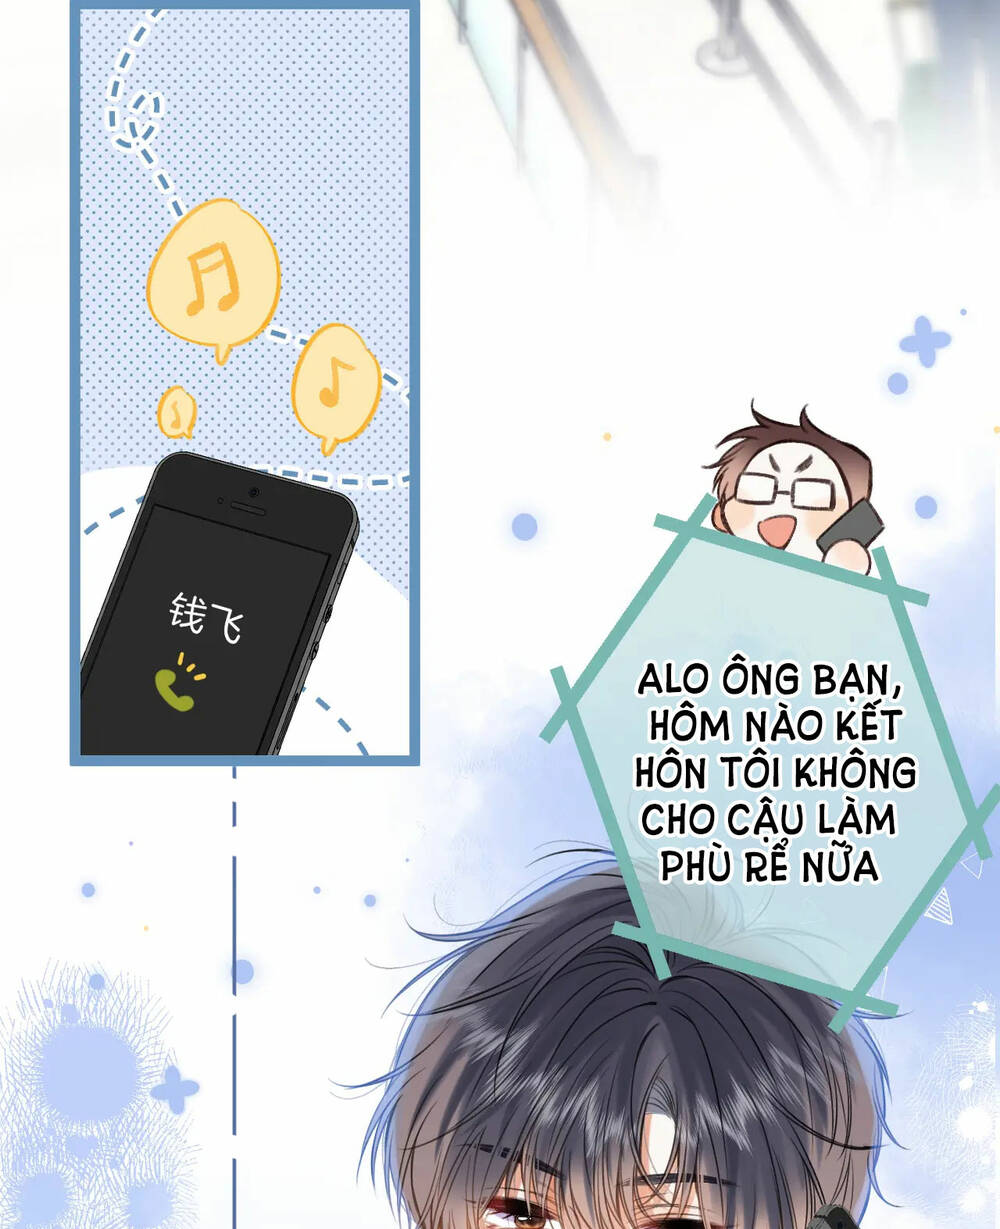 钱飞
ALO ÔNG BẠN,
HÔM NÀO KẾT
HÔN TÔI KHÔNG
CHO CẬU LÀM
PHÙ RỂ NỮA